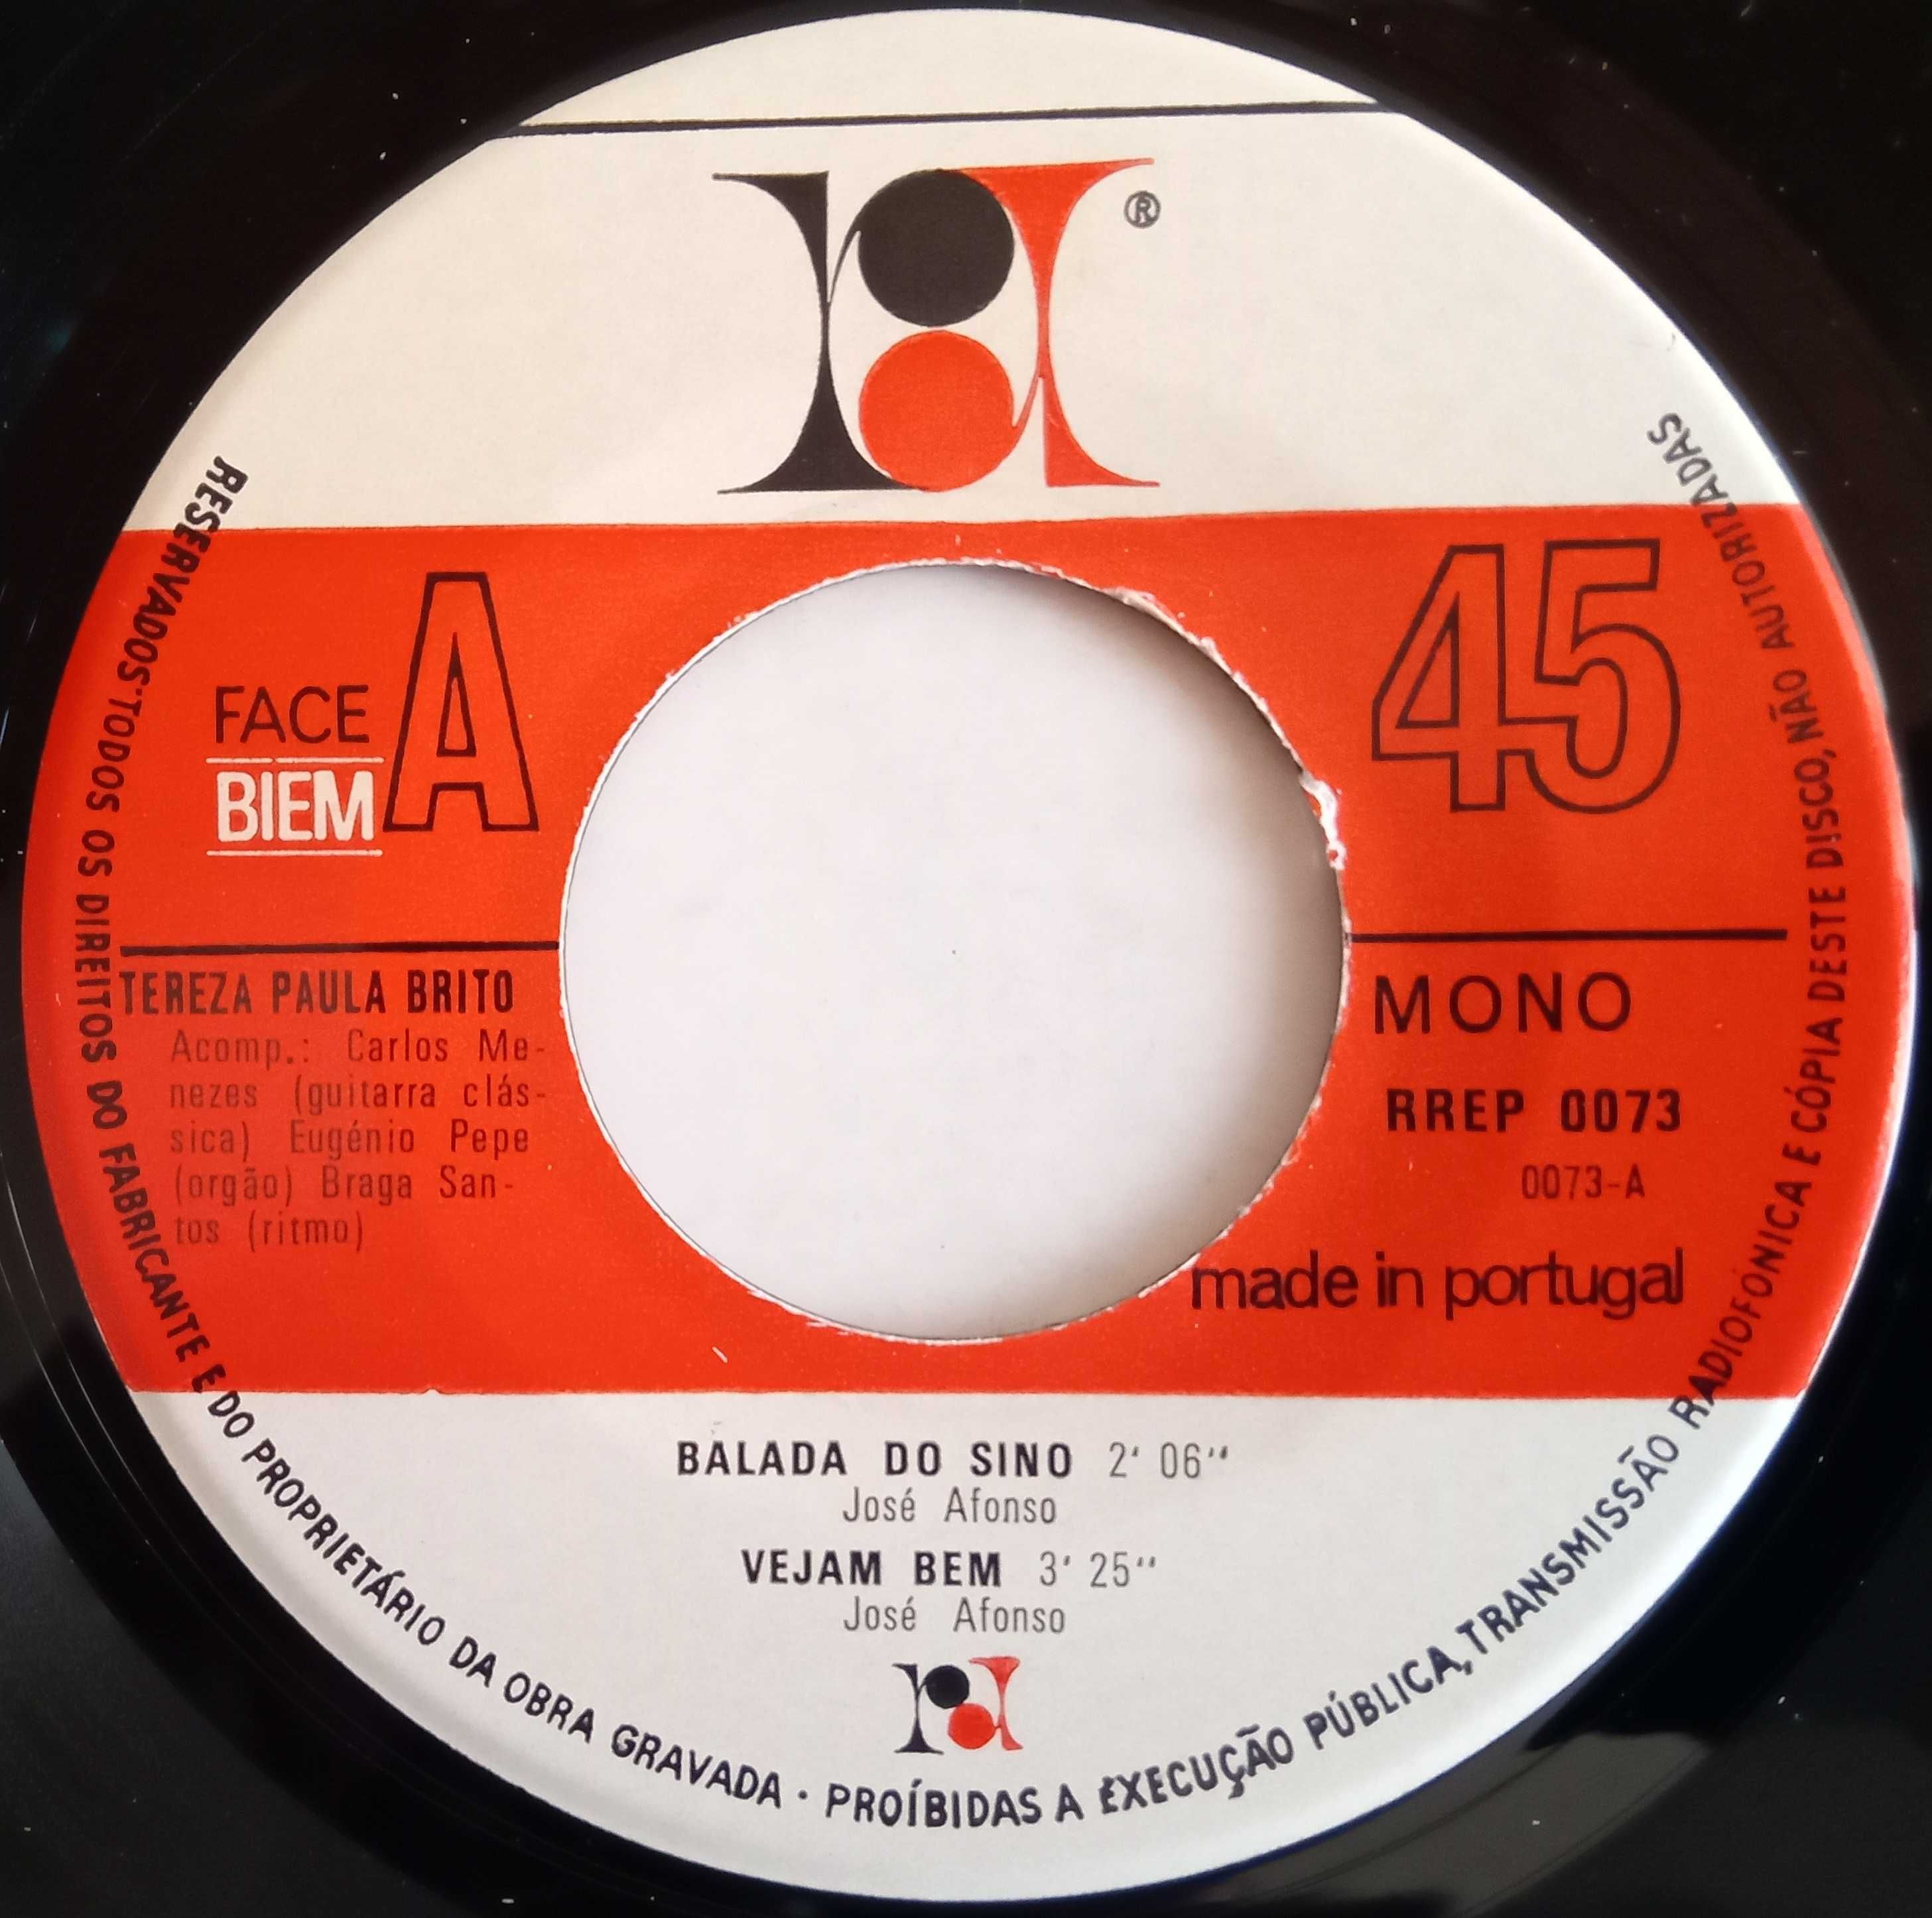 ®
FACE A
BIEM
45
TEREZA PAULA BRITO
Acomp.: Carlos Me-
nezes (guitarra clás-
sica) Eugénio Pepe
(orgão) Braga San-
tos (ritmo)
MONO
RREP 0073
0073-A
made in portugal
BALADA DO SINO 2' 06''
José Afonso
VEJAM BEM 3' 25''
José Afonso
RESERVADOS·TODOS OS DIREITOS DO FABRICANTE E DO PROPRIETÁRIO DA OBRA GRAVADA · PROÍBIDAS A EXECUÇÃO PÚBLICA, TRANSMISSÃO RADIOFÓNICA E CÓPIA DESTE DISCO, NÃO AUTORIZADAS